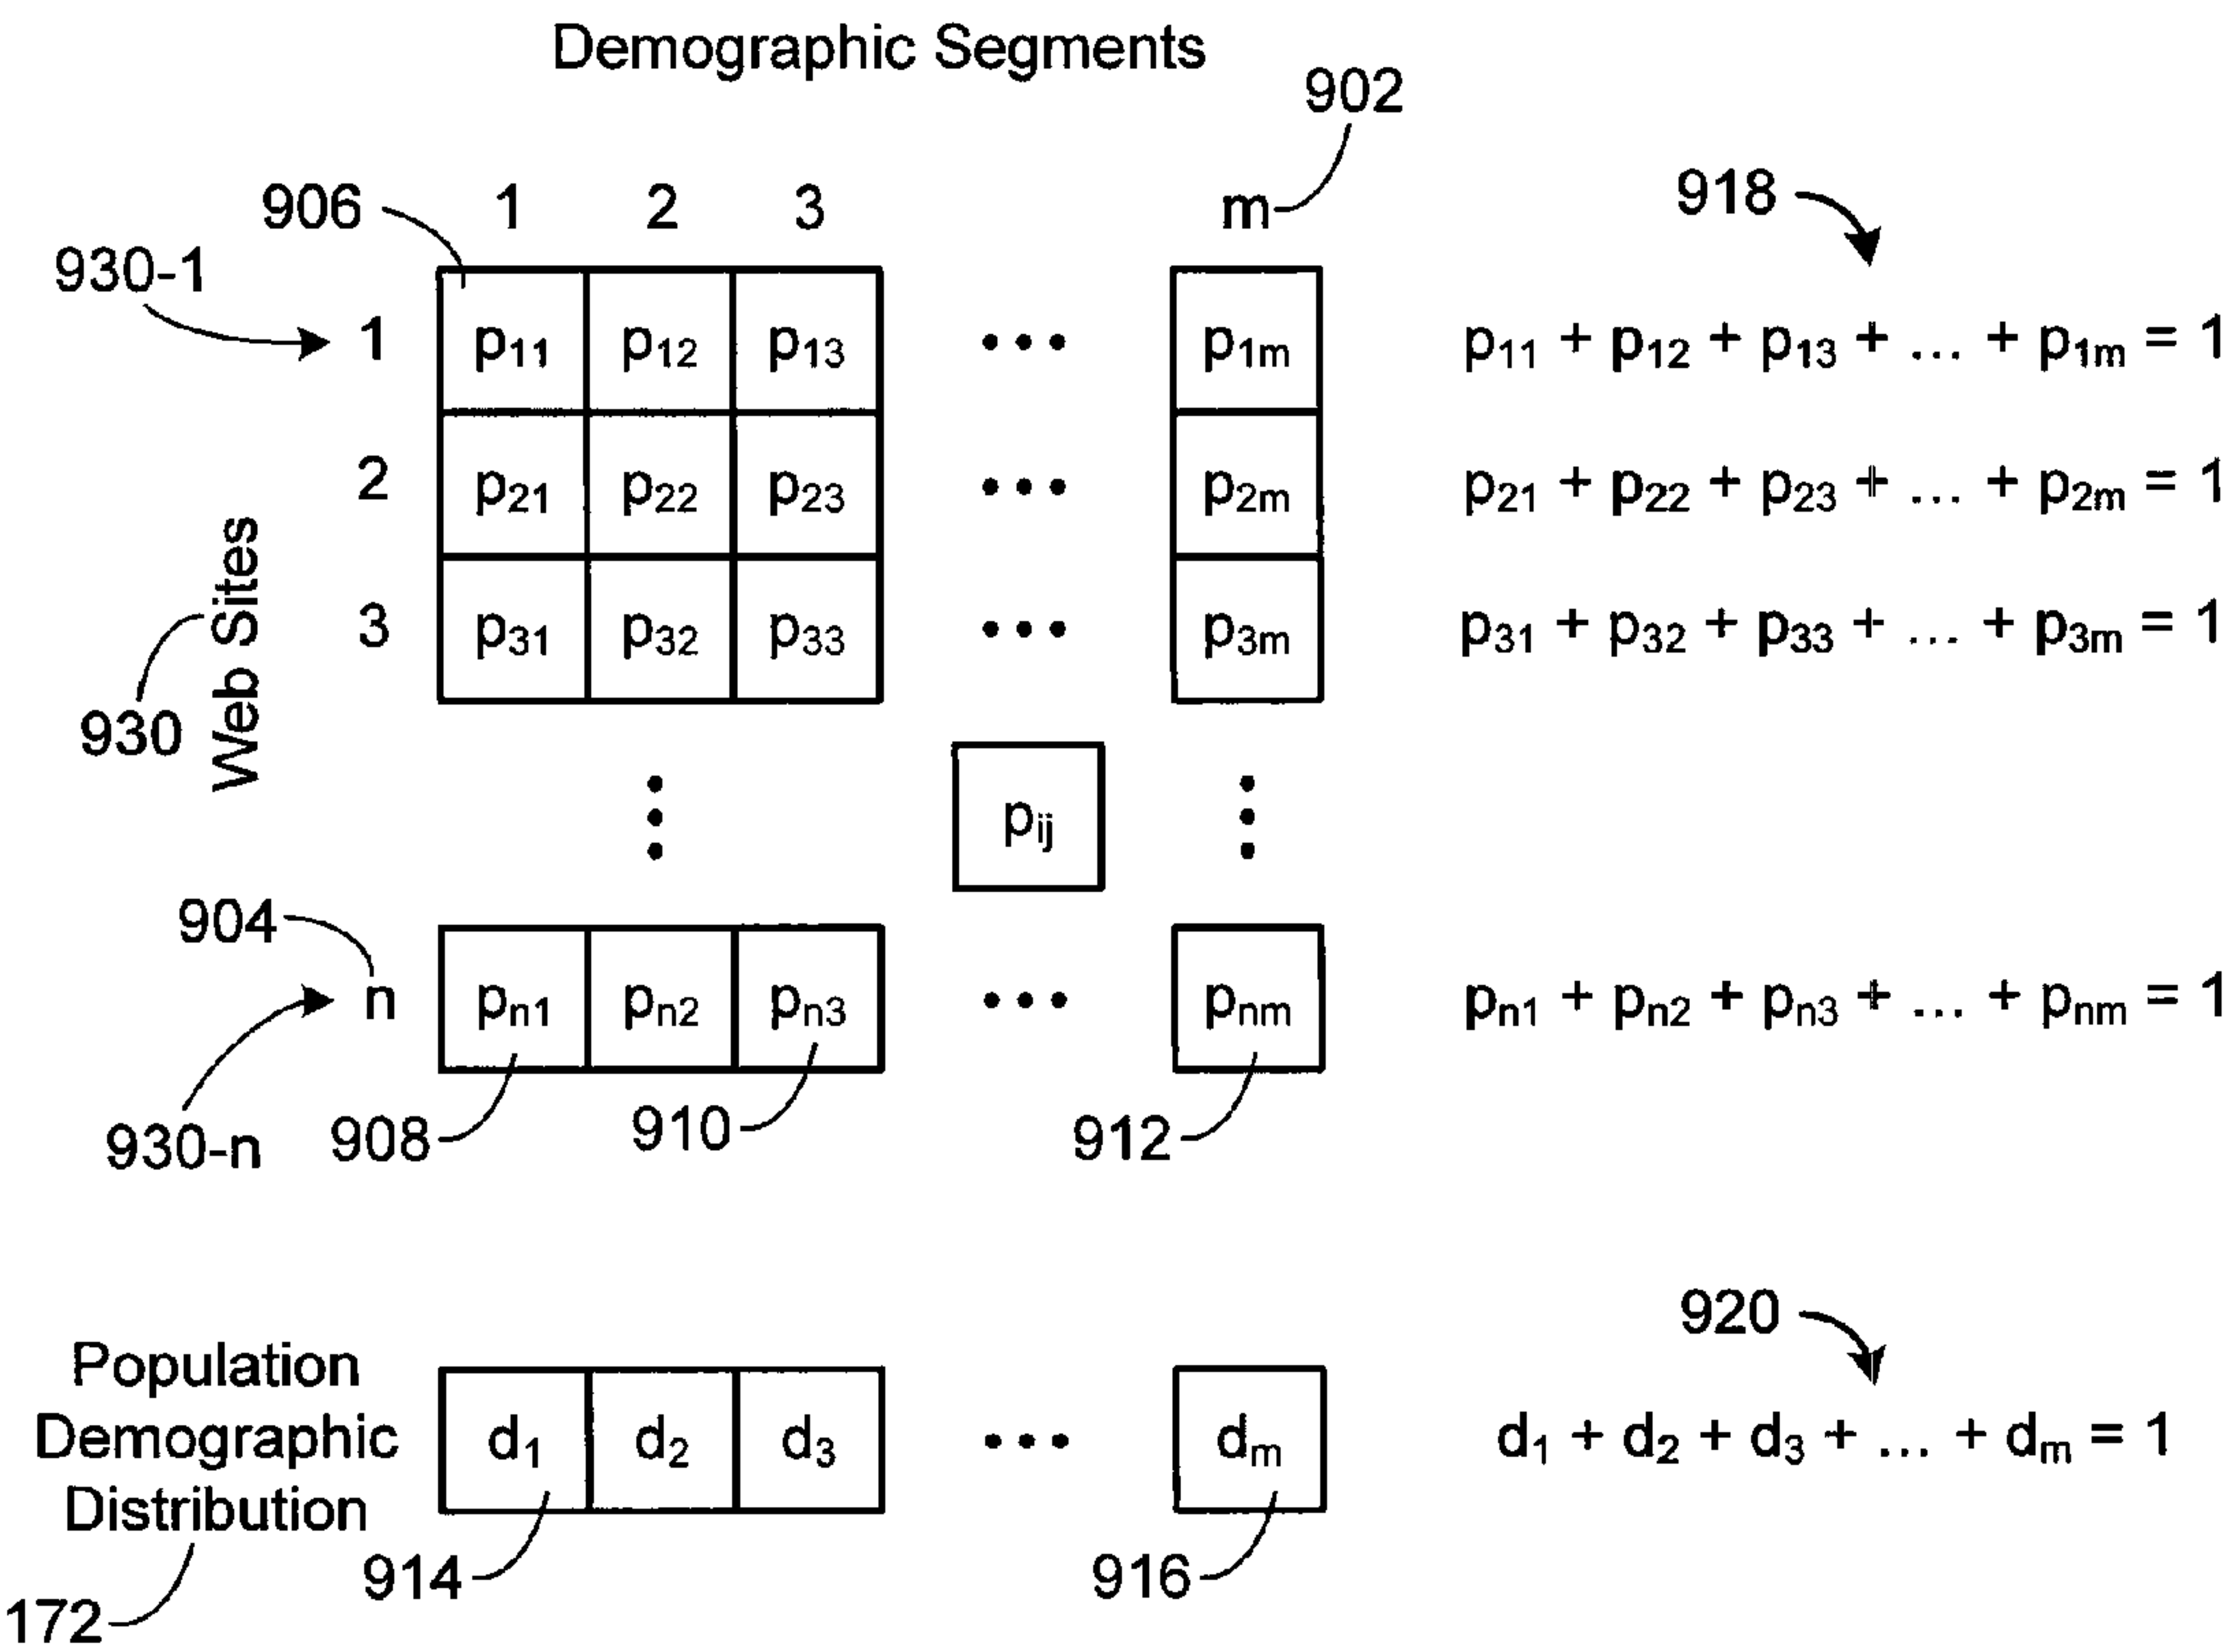 Demographic Segments
902
906 1 2 3 m 918
930-1
1 p11 p12 p13 ... p1m p11 + p12 + p13 + ... + p1m = 1
2 p21 p22 p23 ... p2m p21 + p22 + p23 + ... + p2m = 1
3 p31 p32 p33 ... p3m p31 + p32 + p33 + ... + p3m = 1
Web Sites
930
pij
904
n pn1 pn2 pn3 ... pnm pn1 + pn2 + pn3 + ... + pnm = 1
930-n 908 910 912
920
Population
Demographic
Distribution
d1 d2 d3 ... dm d1 + d2 + d3 + ... + dm = 1
914 916
172